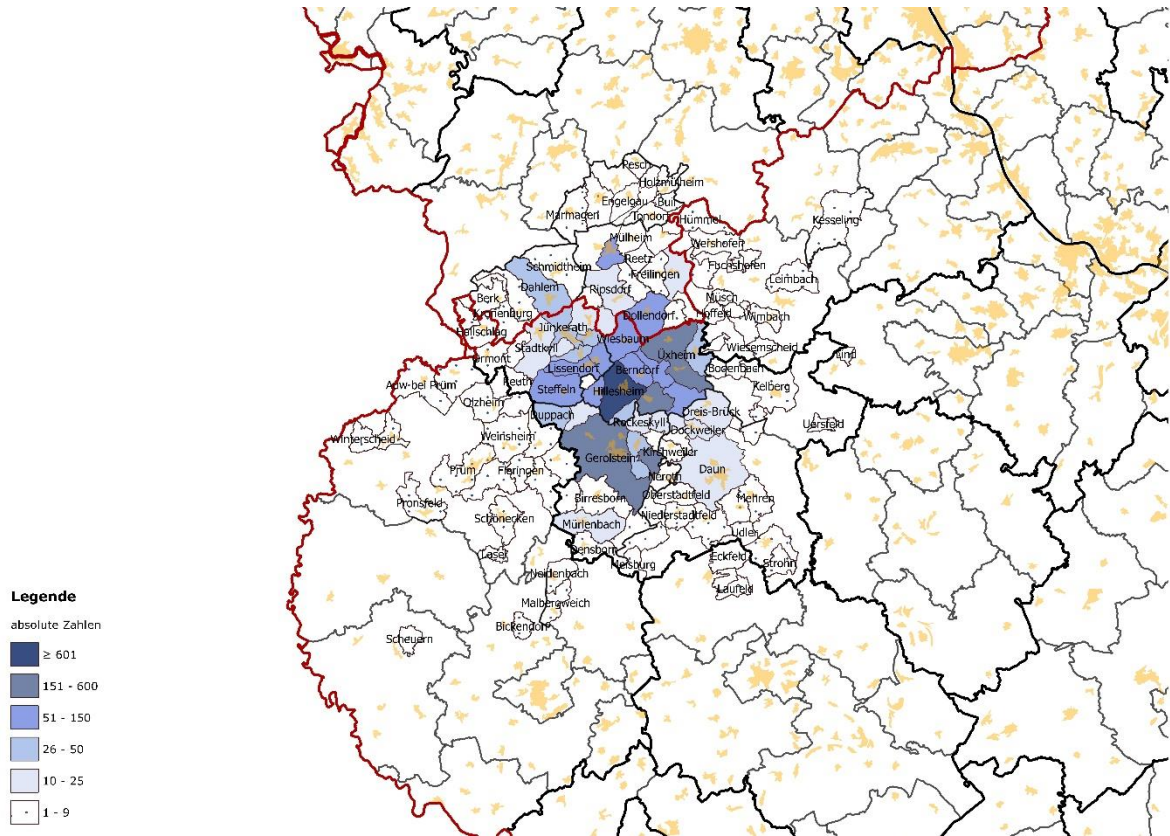 Pesch
Holzmülheim
Engelgau
Buir
Marmagen
Tondorf
Hümmel
Kesseling
Mülheim
Wershofen
Reetz
Fuchshofen
Schmidtheim
Freilingen
Leimbach
Dahlem
Ripsdorf
Berk
Müsch
Kronenburg
Hoffeld
Wimbach
Dollendorf
Hallschlag
Jünkerath
Wiesbaum
Wiesemscheid
Stadtkyll
Üxheim
Lind
Ormont
Lissendorf
Berndorf
Bodenbach
Reuth
Kelberg
Auw-bei Prüm
Steffeln
Hillesheim
Olzheim
Duppach
Dreis-Brück
Rockeskyll
Uersfeld
Dockweiler
Winterscheid
Weinsheim
Kirchweiler
Gerolstein
Prüm
Fleringen
Daun
Neroth
Birresborn
Oberstadtfeld
Mehren
Pronsfeld
Schönecken
Niederstadtfeld
Mürlenbach
Udler
Densborn
Lasel
Meisburg
Eckfeld
Strohn
Neidenbach
Laufeld
Malbergweich
Bickendorf
Scheuern
Legende
absolute Zahlen
≥ 601
151 - 600
51 - 150
26 - 50
10 - 25
1 - 9